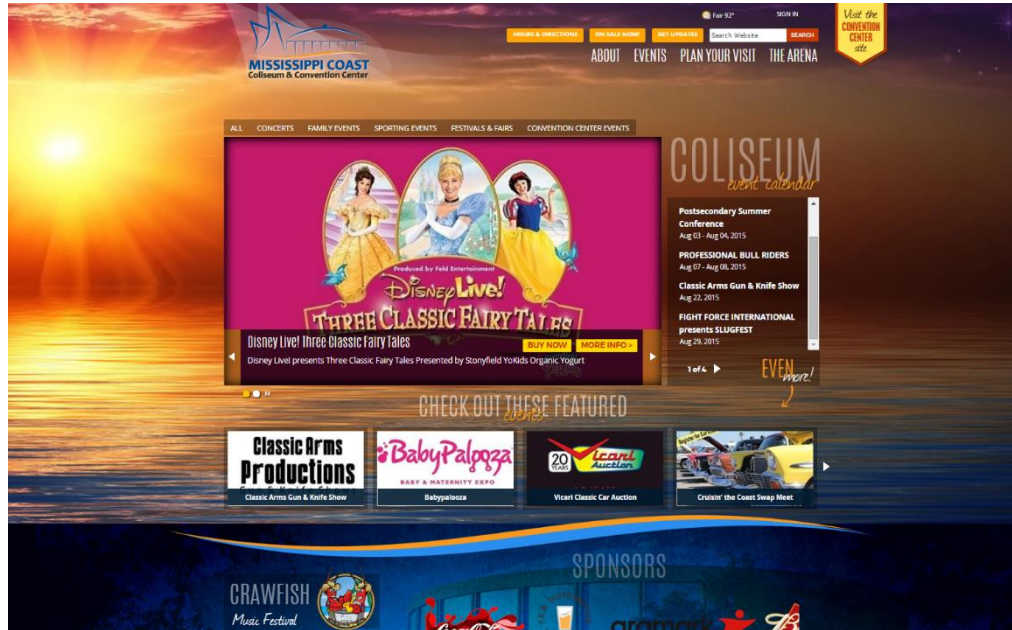 Fair 92°
SIGN IN
Visit the
CONVENTION
CENTER
site
HOURS & DIRECTIONS
ON SALE NOW!
GET UPDATES
Search Website
SEARCH
MISSISSIPPI COAST
Coliseum & Convention Center
ABOUT
EVENTS
PLAN YOUR VISIT
THE ARENA
ALL
CONCERTS
FAMILY EVENTS
SPORTING EVENTS
FESTIVALS & FAIRS
CONVENTION CENTER EVENTS
Produced by Feld Entertainment
Disney Live!
THREE CLASSIC FAIRY TALES
Disney Live! Three Classic Fairy Tales
BUY NOW
MORE INFO >
Disney Live! presents Three Classic Fairy Tales Presented by Stonyfield YoKids Organic Yogurt
COLISEUM
event calendar
Postsecondary Summer
Conference
Aug 03 - Aug 04, 2015
PROFESSIONAL BULL RIDERS
Aug 07 - Aug 08, 2015
Classic Arms Gun & Knife Show
Aug 22, 2015
FIGHT FORCE INTERNATIONAL
presents SLUGFEST
Aug 29, 2015
1 of 4
EVEN
more!
CHECK OUT THESE FEATURED
events
Classic Arms
Productions
Classic Arms Gun & Knife Show
BabyPalooza
BABY & MATERNITY EXPO
Babypalooza
20
YEARS
Vicari
Auction
Vicari Classic Car Auction
Cruisin' the Coast Swap Meet
SPONSORS
CRAWFISH
Music Festival
Coca-Cola
aramark